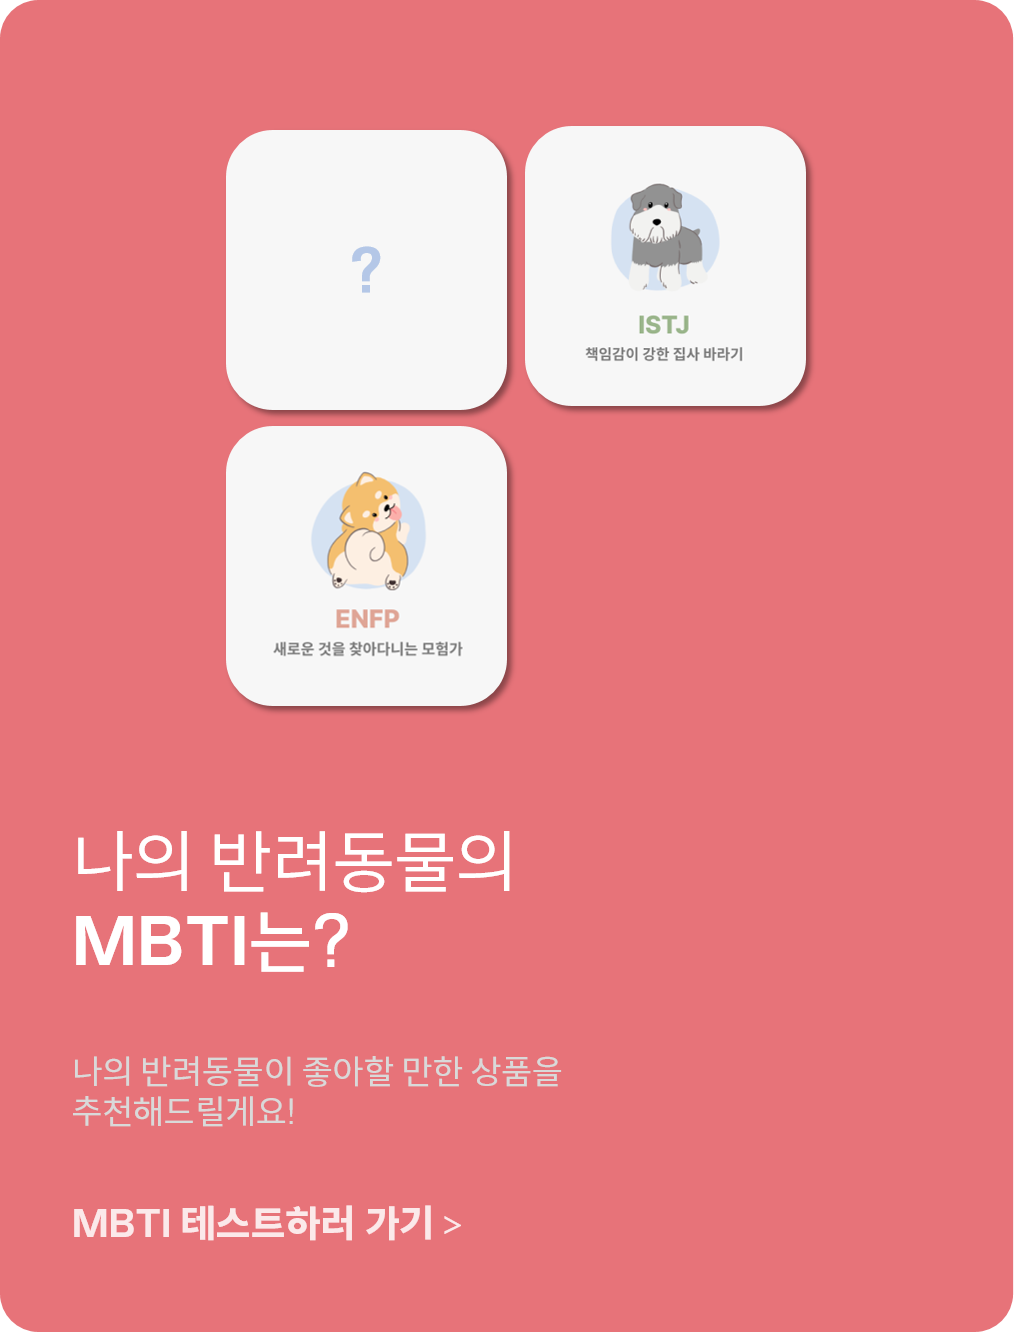 ?
ISTJ
책임감이 강한 집사 바라기
ENFP
새로운 것을 찾아다니는 모험가
나의 반려동물의
MBTI는?
나의 반려동물이 좋아할 만한 상품을
추천해드릴게요!
MBTI 테스트하러 가기 >